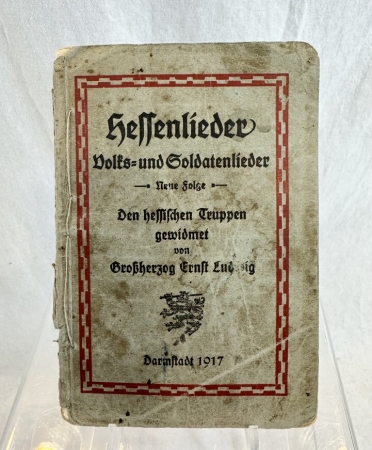 Hessenlieder
Volks- und Soldatenlieder
Neue Folge
Den hessischen Truppen
gewidmet
von
Großherzog Ernst Ludwig
Darmstadt 1917